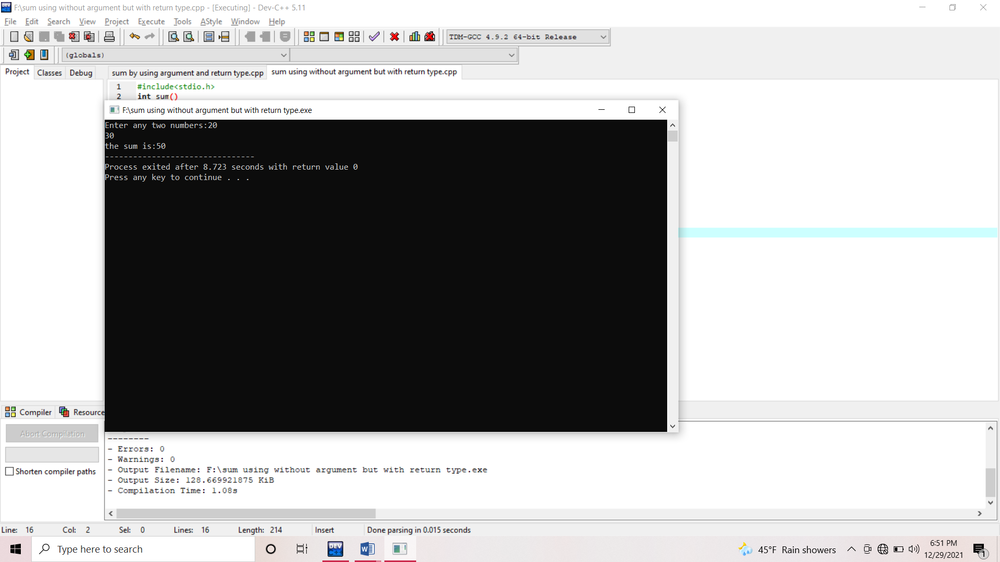 F:\sum using without argument but with return type.cpp - [Executing] - Dev-C++ 5.11
File Edit Search View Project Execute Tools AStyle Window Help
TDM-GCC 4.9.2 64-bit Release
(globals)
Project Classes Debug
sum by using argument and return type.cpp sum using without argument but with return type.cpp
1 #include<stdio.h>
2 int sum()
F:\sum using without argument but with return type.exe
Enter any two numbers:20
30
the sum is:50
--------------------------------
Process exited after 8.723 seconds with return value 0
Press any key to continue . . .
Compiler Resource
Abort Compilation
Shorten compiler paths
--------
- Errors: 0
- Warnings: 0
- Output Filename: F:\sum using without argument but with return type.exe
- Output Size: 128.669921875 KiB
- Compilation Time: 1.08s
Line: 16 Col: 2 Sel: 0 Lines: 16 Length: 214 Insert Done parsing in 0.015 seconds
Type here to search
DEV C++
W
45°F Rain showers
6:51 PM
12/29/2021
1